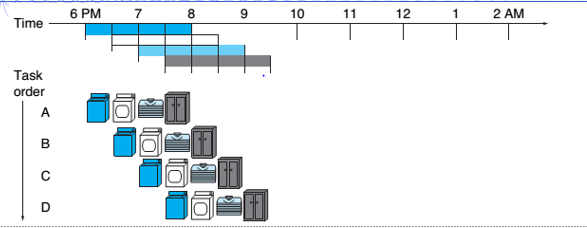 6 PM 7 8 9 10 11 12 1 2 AM
Time
Task
order
A
B
C
D